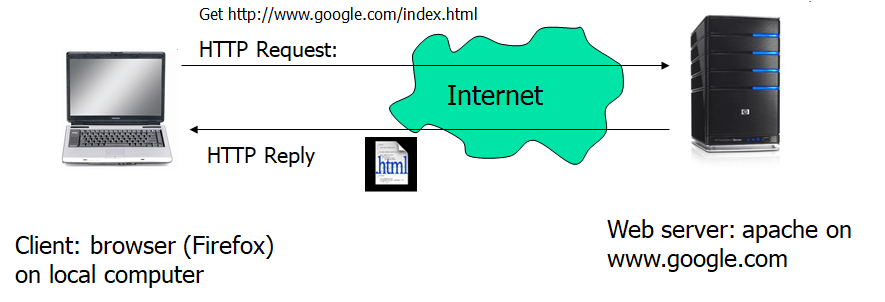 Get http://www.google.com/index.html
HTTP Request:
Internet
HTTP Reply
.html
Web server: apache on
www.google.com
Client: browser (Firefox)
on local computer